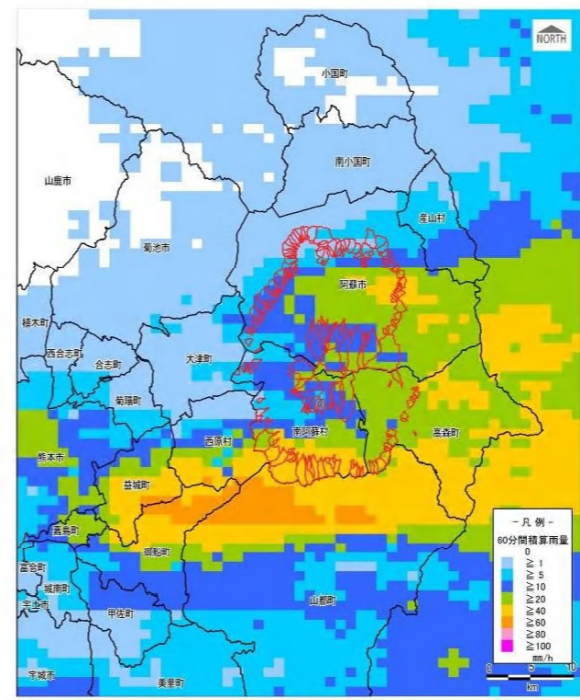 NORTH
小国町
南小国町
山鹿市
産山村
菊池市
阿蘇市
植木町
西合志町
合志町
大津町
菊陽町
西原村
南阿蘇村
高森町
熊本市
益城町
嘉島町
御船町
富合町
城南町
宇土市
甲佐町
山都町
宇城市
美里町
- 凡 例 -
60分間積算雨量
0
≧ 1
≧ 5
≧ 10
≧ 20
≧ 40
≧ 60
≧ 80
≧ 100
mm/h
0 5 10
km